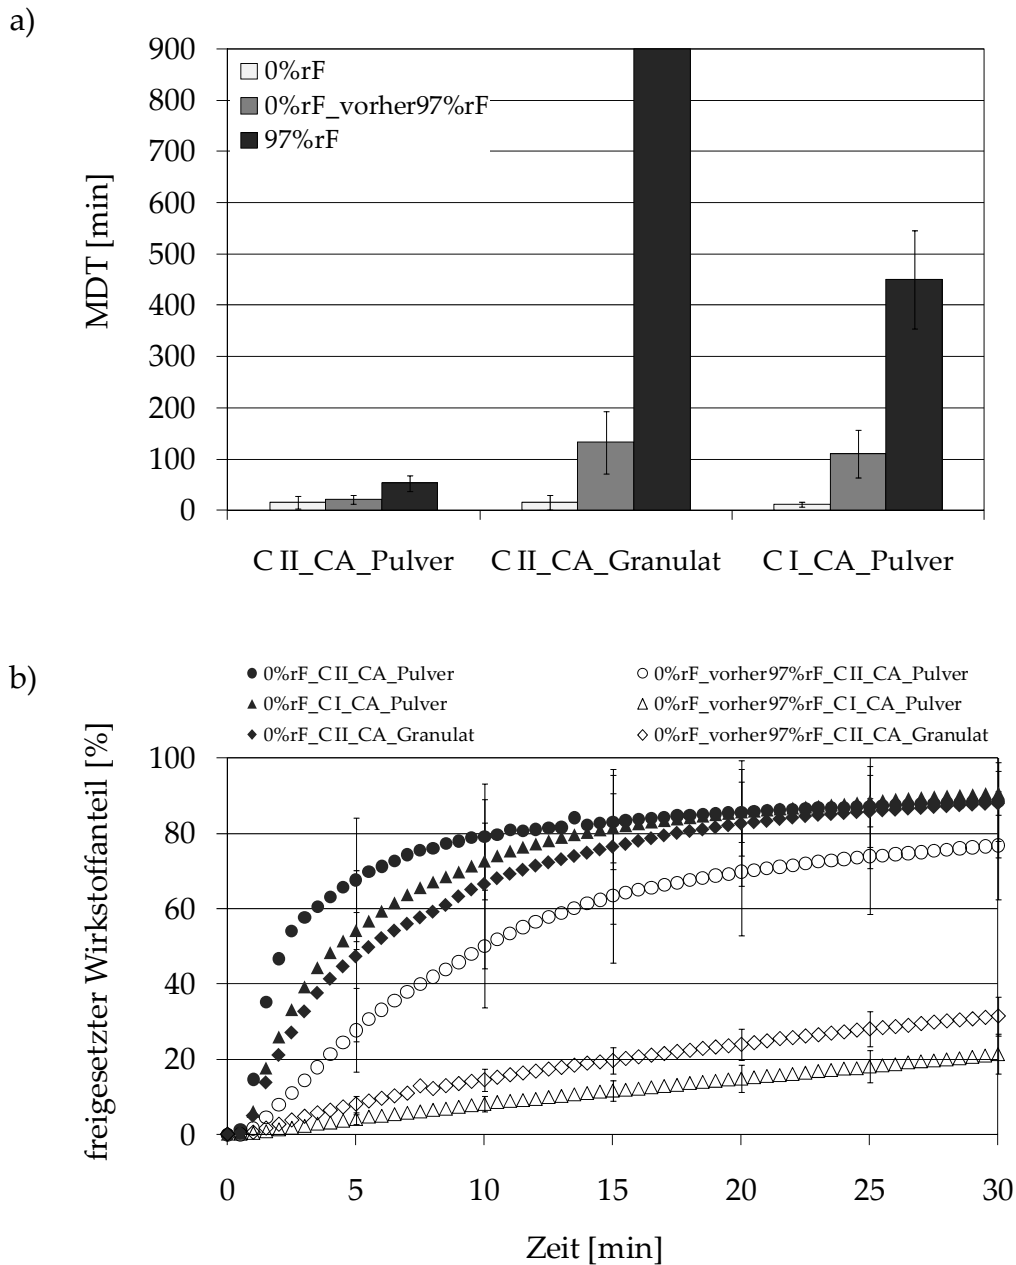 a)
MDT [min]
900
800
700
600
500
400
300
200
100
0
0%rF
0%rF_vorher97%rF
97%rF
C II_CA_Pulver C II_CA_Granulat C I_CA_Pulver
b)
0%rF_C II_CA_Pulver 0%rF_vorher97%rF_C II_CA_Pulver
0%rF_C I_CA_Pulver 0%rF_vorher97%rF_C I_CA_Pulver
0%rF_C II_CA_Granulat 0%rF_vorher97%rF_C II_CA_Granulat
freigesetzter Wirkstoffanteil [%]
100
80
60
40
20
0
0 5 10 15 20 25 30
Zeit [min]